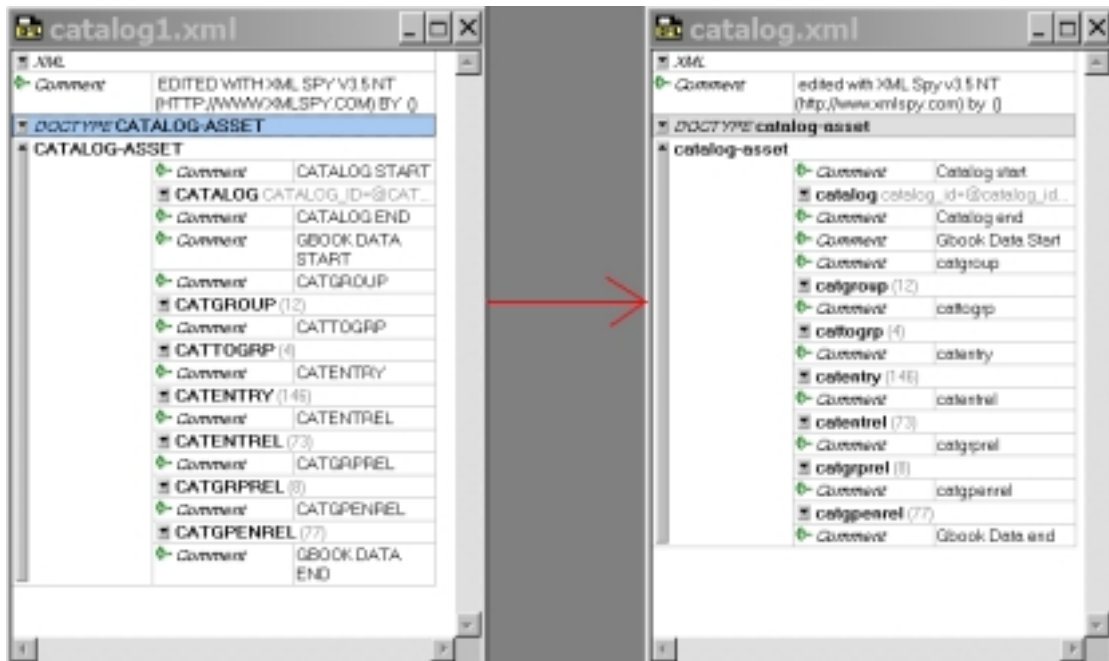 catalog1.xml
XML
Comment EDITED WITH XML SPY V3.5 NT
(HTTP://WWW.XMLSPY.COM) BY ()
DOCTYPE CATALOG-ASSET
CATALOG-ASSET
Comment CATALOG START
CATALOG CATALOG_ID=@CAT...
Comment CATALOG END
Comment GBOOK DATA
START
Comment CATGROUP
CATGROUP (12)
Comment CATTOGRP
CATTOGRP (4)
Comment CATENTRY
CATENTRY (146)
Comment CATENTREL
CATENTREL (73)
Comment CATGRPREL
CATGRPREL (8)
Comment CATGPENREL
CATGPENREL (77)
Comment GBOOK DATA
END
catalog.xml
XML
Comment edited with XML Spy v3.5 NT
(http://www.xmlspy.com) by ()
DOCTYPE catalog-asset
catalog-asset
Comment Catalog start
catalog catalog_id=@catalog_id...
Comment Catalog end
Comment Gbook Data Start
Comment catgroup
catgroup (12)
Comment cattogrp
cattogrp (4)
Comment catentry
catentry (146)
Comment catentrel
catentrel (73)
Comment catgrprel
catgrprel (8)
Comment catgpenrel
catgpenrel (77)
Comment Gbook Data end